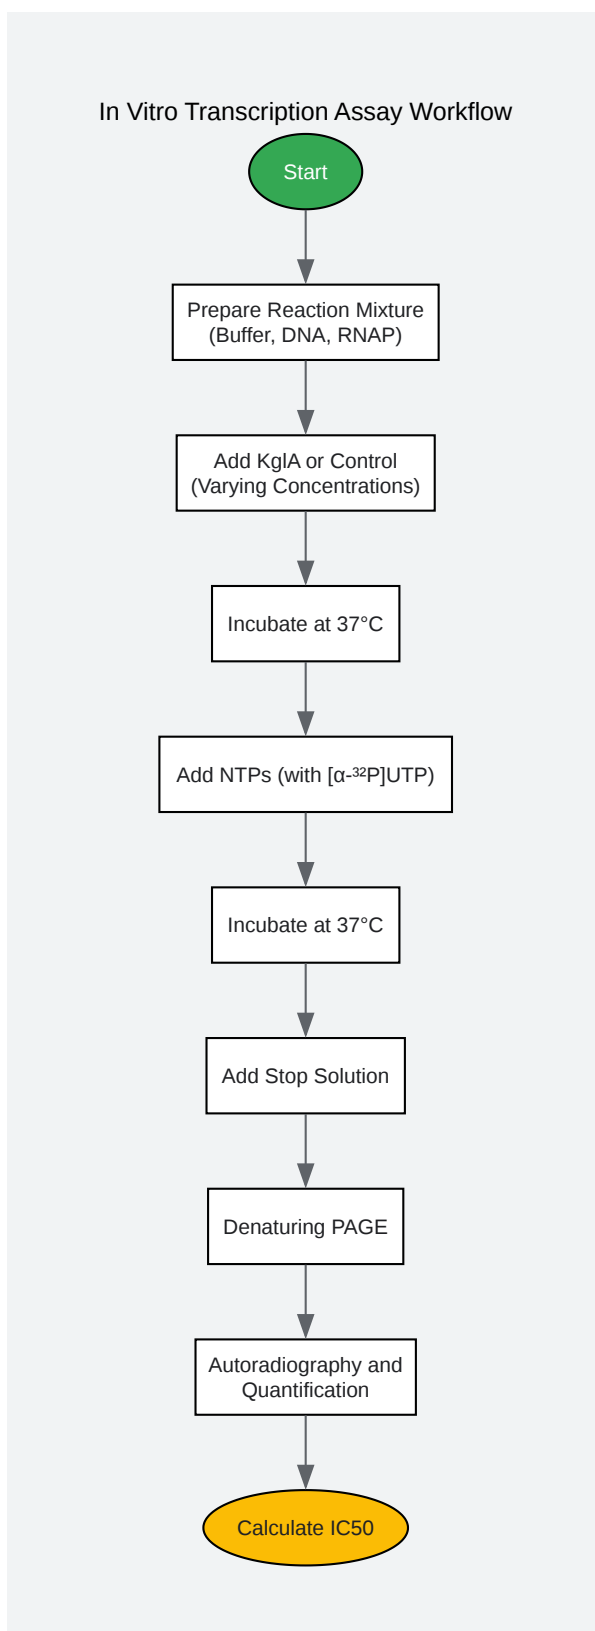 In Vitro Transcription Assay Workflow
Start
Prepare Reaction Mixture
(Buffer, DNA, RNAP)
Add KglA or Control
(Varying Concentrations)
Incubate at 37°C
Add NTPs (with [α-³²P]UTP)
Incubate at 37°C
Add Stop Solution
Denaturing PAGE
Autoradiography and
Quantification
Calculate IC50